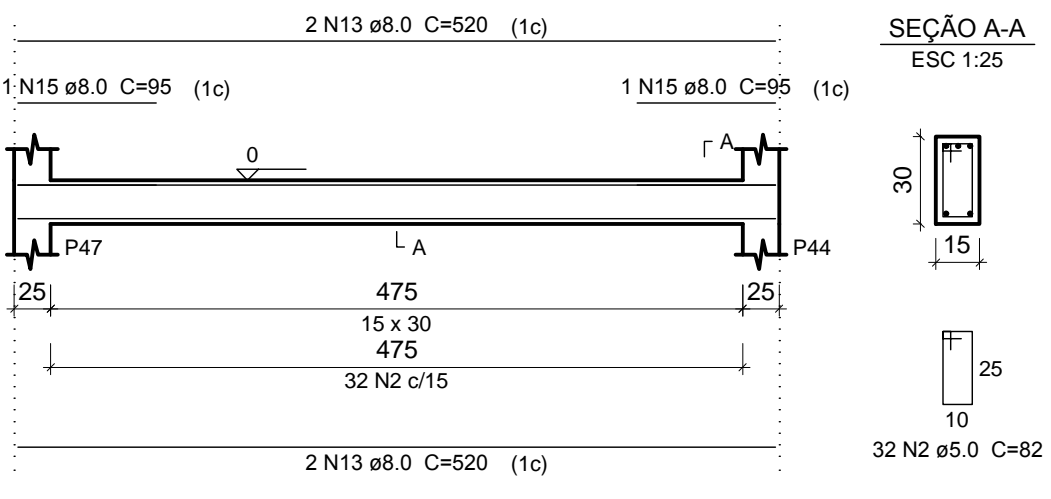 2 N13 ø8.0 C=520 (1c)
SEÇÃO A-A
ESC 1:25
1 N15 ø8.0 C=95 (1c)
1 N15 ø8.0 C=95 (1c)
0
A
30
P47
A
P44
15
25
475
25
15 x 30
475
32 N2 c/15
25
10
32 N2 ø5.0 C=82
2 N13 ø8.0 C=520 (1c)